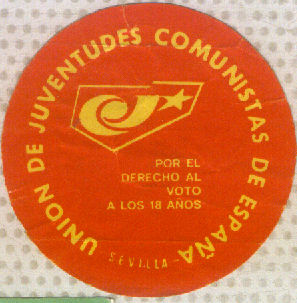 UNION DE JUVENTUDES COMUNISTAS DE ESPAÑA
POR EL
DERECHO AL
VOTO
A LOS 18 AÑOS
SEVILLA